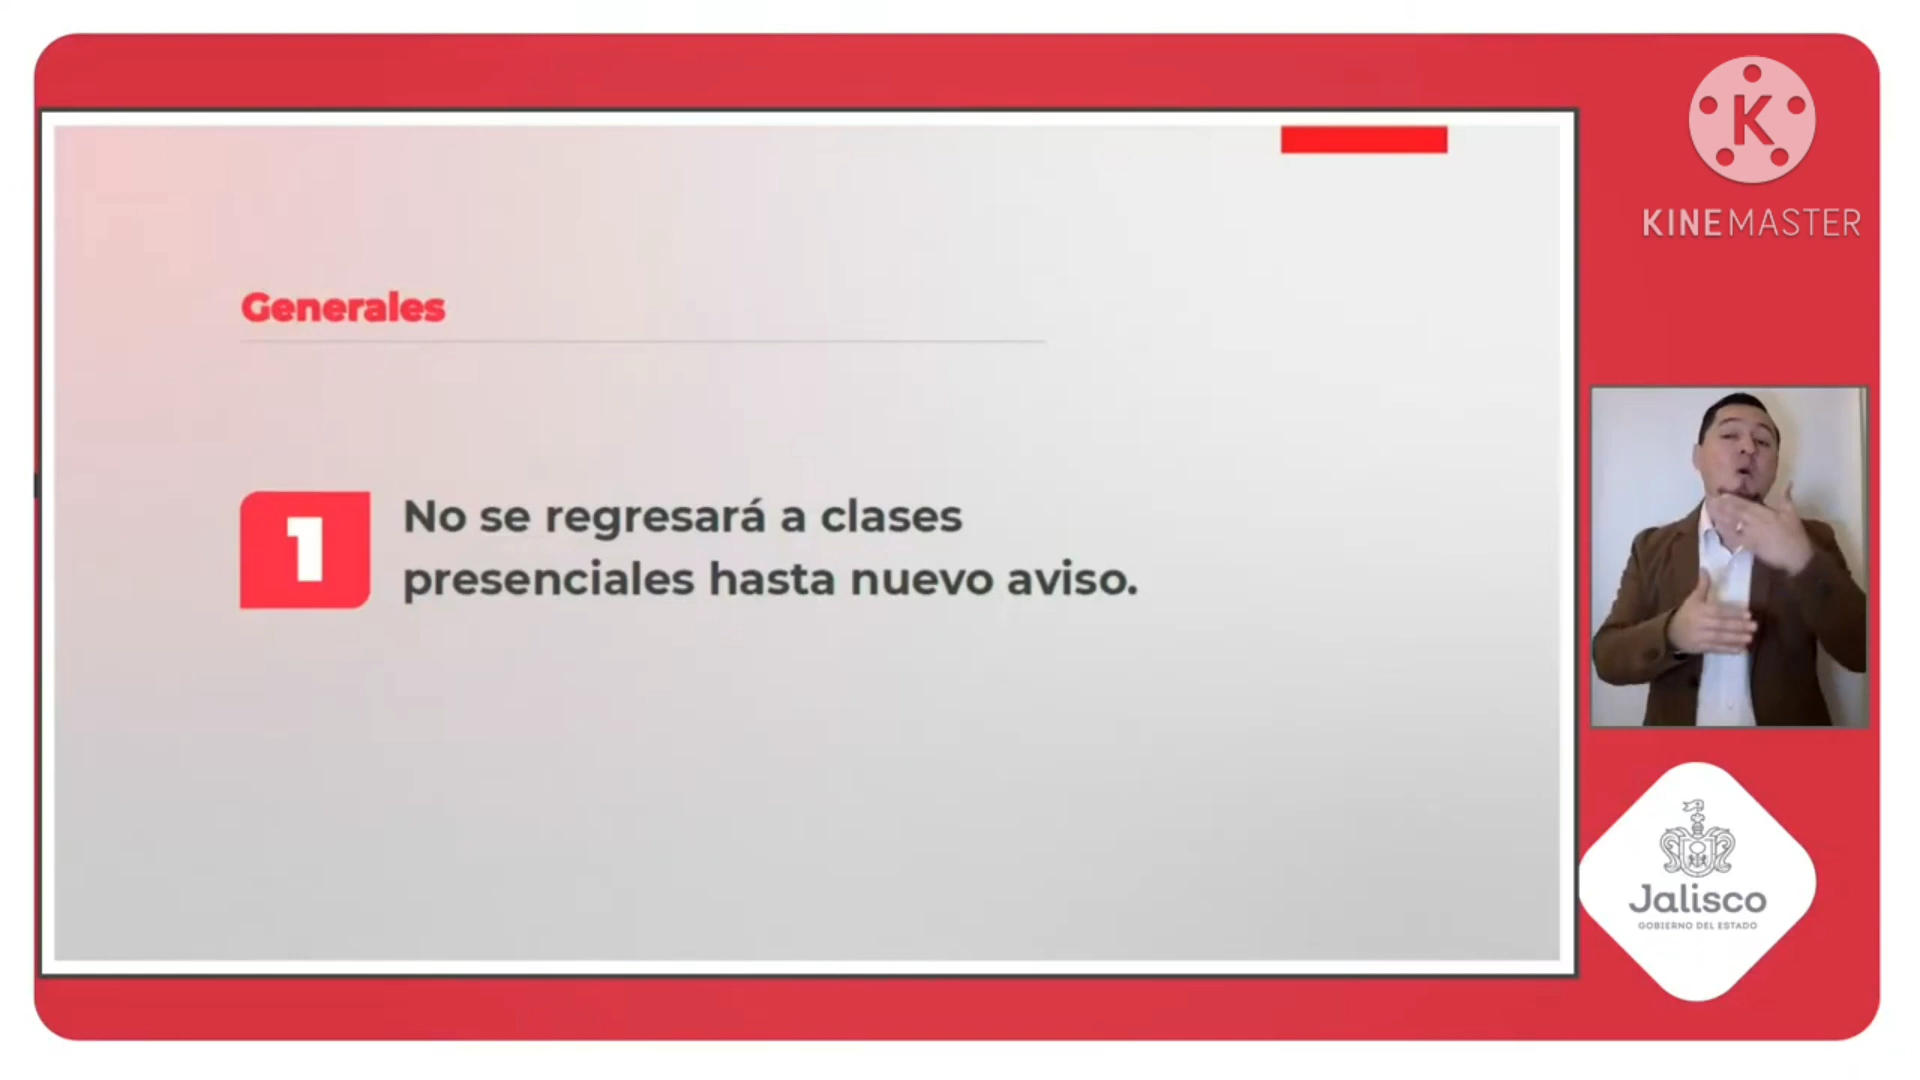 K
KINEMASTER
Generales
1
No se regresará a clases
presenciales hasta nuevo aviso.
Jalisco
GOBIERNO DEL ESTADO